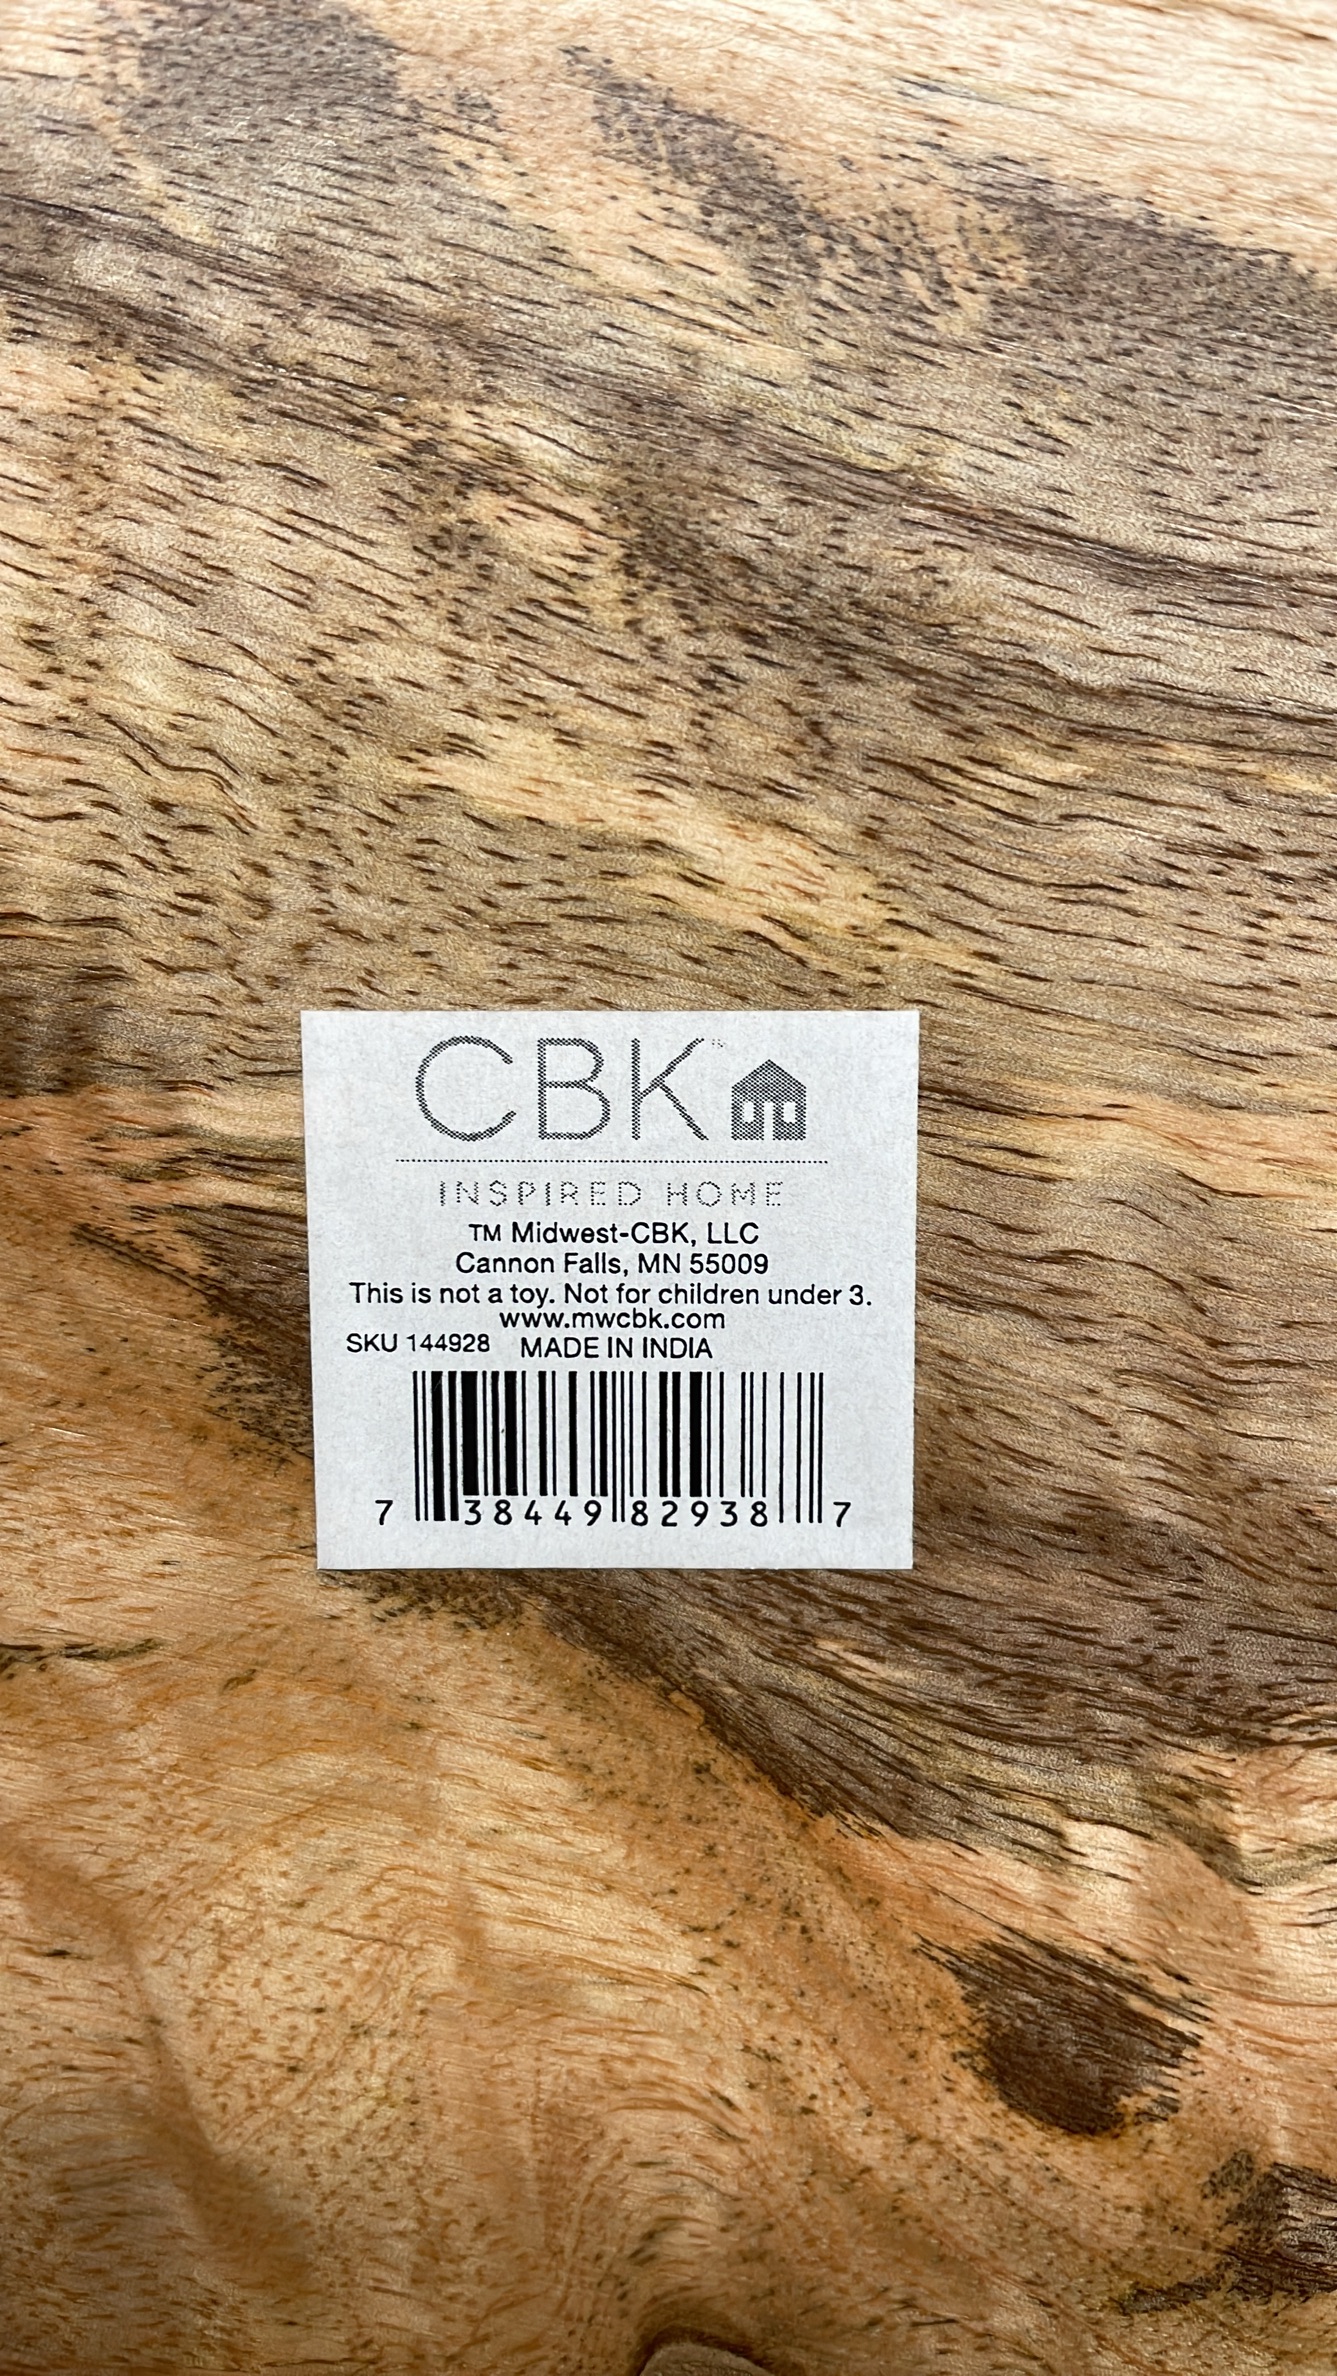 CBK™
INSPIRED HOME
TM Midwest-CBK, LLC
Cannon Falls, MN 55009
This is not a toy. Not for children under 3.
www.mwcbk.com
SKU 144928 MADE IN INDIA
7 38449 82938 7